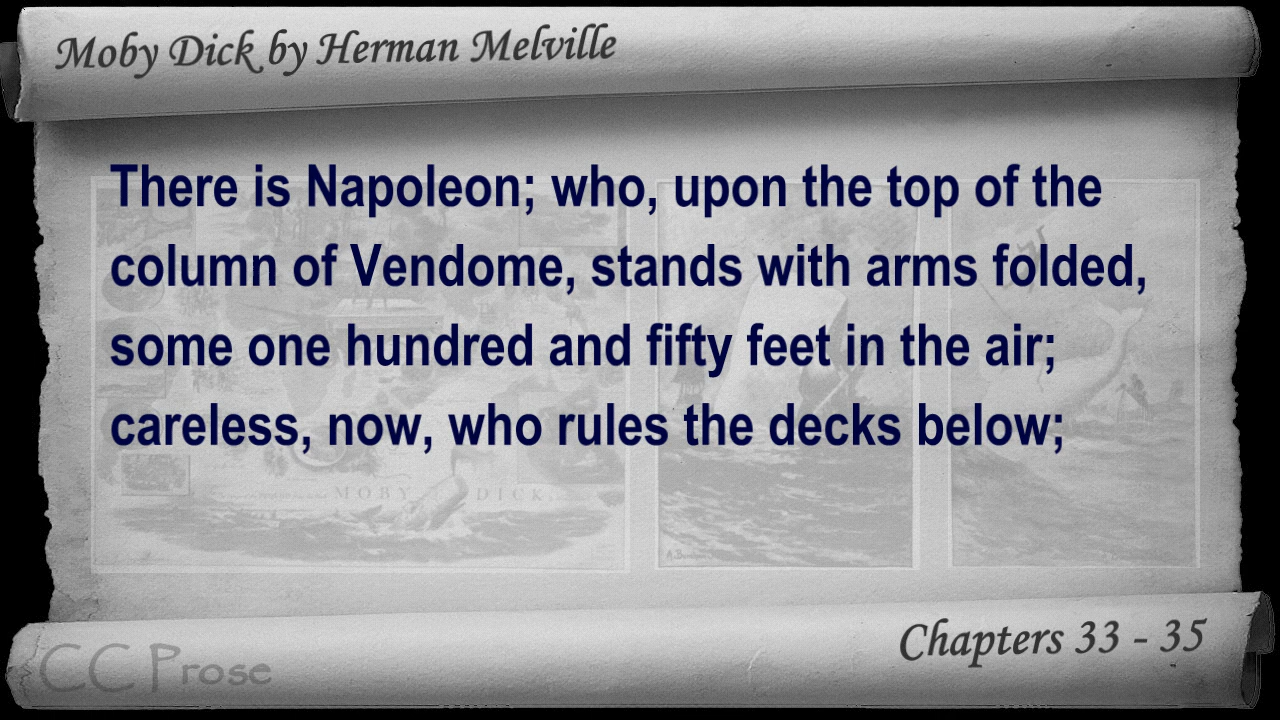 Moby Dick by Herman Melville
There is Napoleon; who, upon the top of the
column of Vendome, stands with arms folded,
some one hundred and fifty feet in the air;
careless, now, who rules the decks below;
MOBY DICK
Chapters 33 - 35
CC Prose